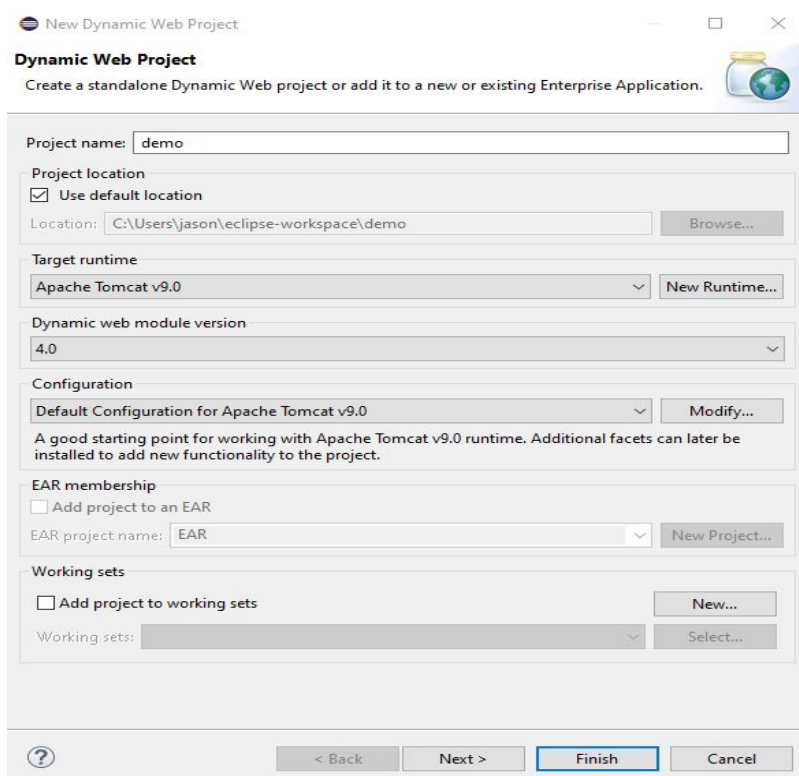 New Dynamic Web Project
Dynamic Web Project
Create a standalone Dynamic Web project or add it to a new or existing Enterprise Application.
Project name: demo
Project location
Use default location
Location: C:\Users\jason\eclipse-workspace\demo Browse...
Target runtime
Apache Tomcat v9.0 New Runtime...
Dynamic web module version
4.0
Configuration
Default Configuration for Apache Tomcat v9.0 Modify...
A good starting point for working with Apache Tomcat v9.0 runtime. Additional facets can later be
installed to add new functionality to the project.
EAR membership
Add project to an EAR
EAR project name: EAR New Project...
Working sets
Add project to working sets New...
Working sets: Select...
? < Back Next > Finish Cancel